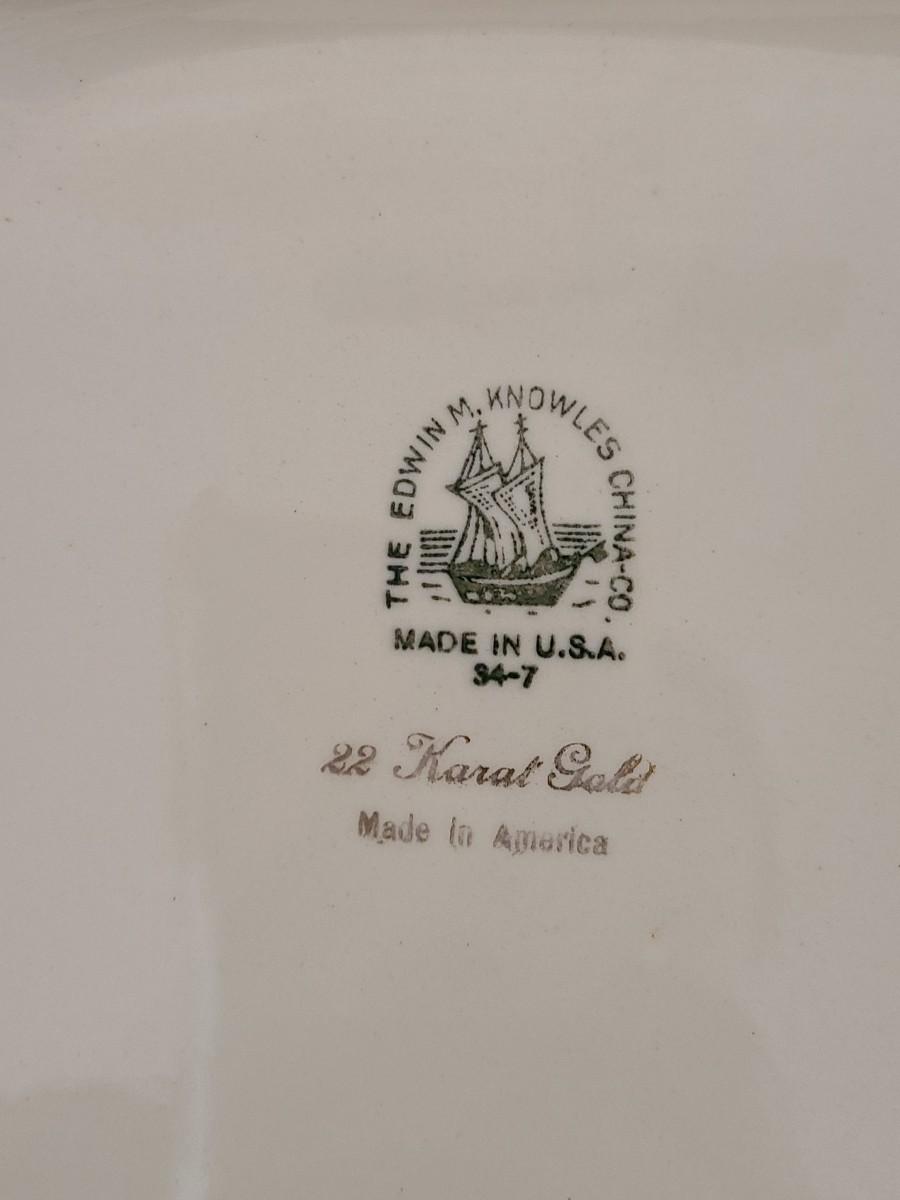 THE EDWIN M. KNOWLES CHINA-CO.
MADE IN U.S.A.
34-7
22 Karat Gold
Made in America